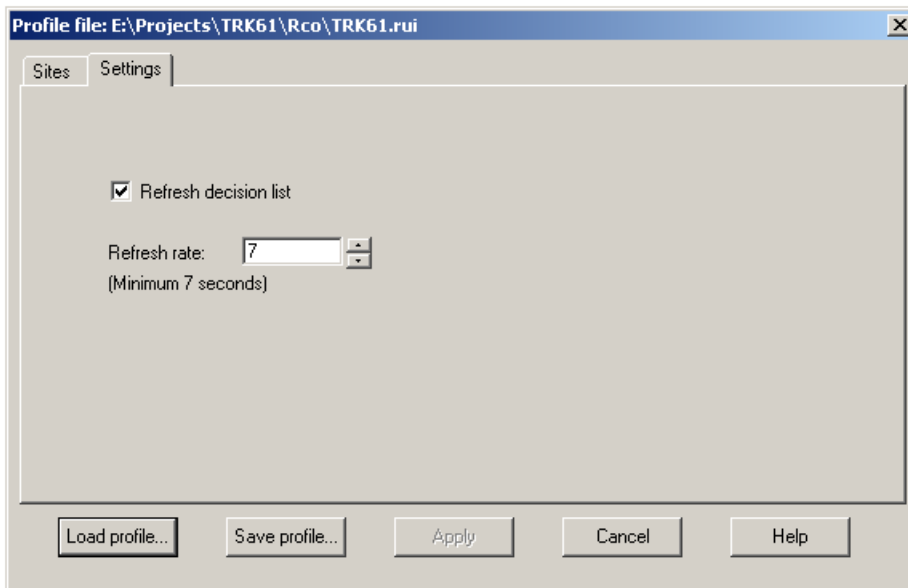 Profile file: E:\Projects\TRK61\Rco\TRK61.rui
Sites Settings
Refresh decision list
Refresh rate: 7
(Minimum 7 seconds)
Load profile... Save profile... Apply Cancel Help